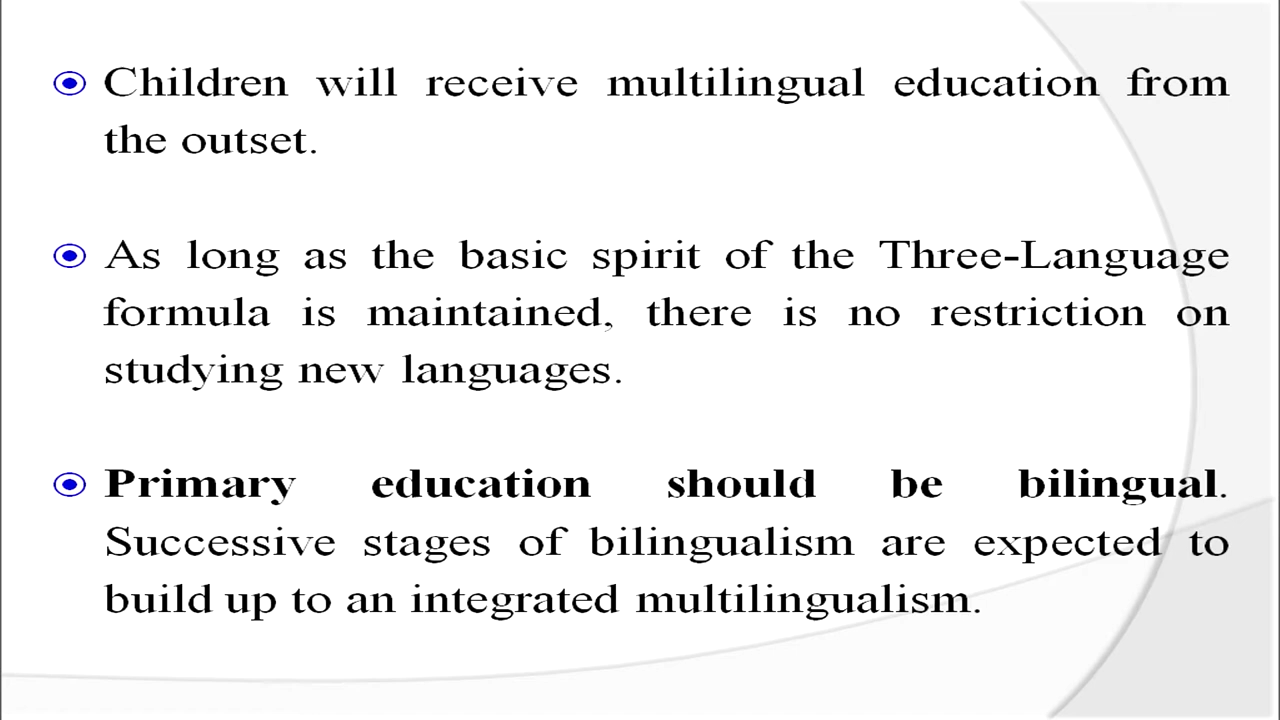 Children will receive multilingual education from
the outset.
As long as the basic spirit of the Three-Language
formula is maintained, there is no restriction on
studying new languages.
Primary education should be bilingual.
Successive stages of bilingualism are expected to
build up to an integrated multilingualism.